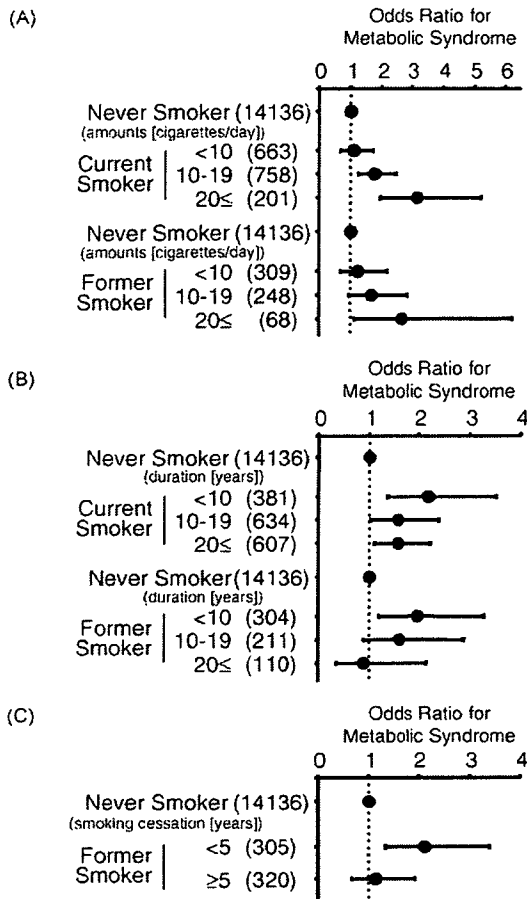 (A)
Odds Ratio for
Metabolic Syndrome
0 1 2 3 4 5 6
Never Smoker (14136)
(amounts [cigarettes/day])
Current
Smoker
<10 (663)
10-19 (758)
20≤ (201)
Never Smoker (14136)
(amounts [cigarettes/day])
Former
Smoker
<10 (309)
10-19 (248)
20≤ (68)
(B)
Odds Ratio for
Metabolic Syndrome
0 1 2 3 4
Never Smoker (14136)
(duration [years])
Current
Smoker
<10 (381)
10-19 (634)
20≤ (607)
Never Smoker (14136)
(duration [years])
Former
Smoker
<10 (304)
10-19 (211)
20≤ (110)
(C)
Odds Ratio for
Metabolic Syndrome
0 1 2 3 4
Never Smoker (14136)
(smoking cessation [years])
Former
Smoker
<5 (305)
≥5 (320)